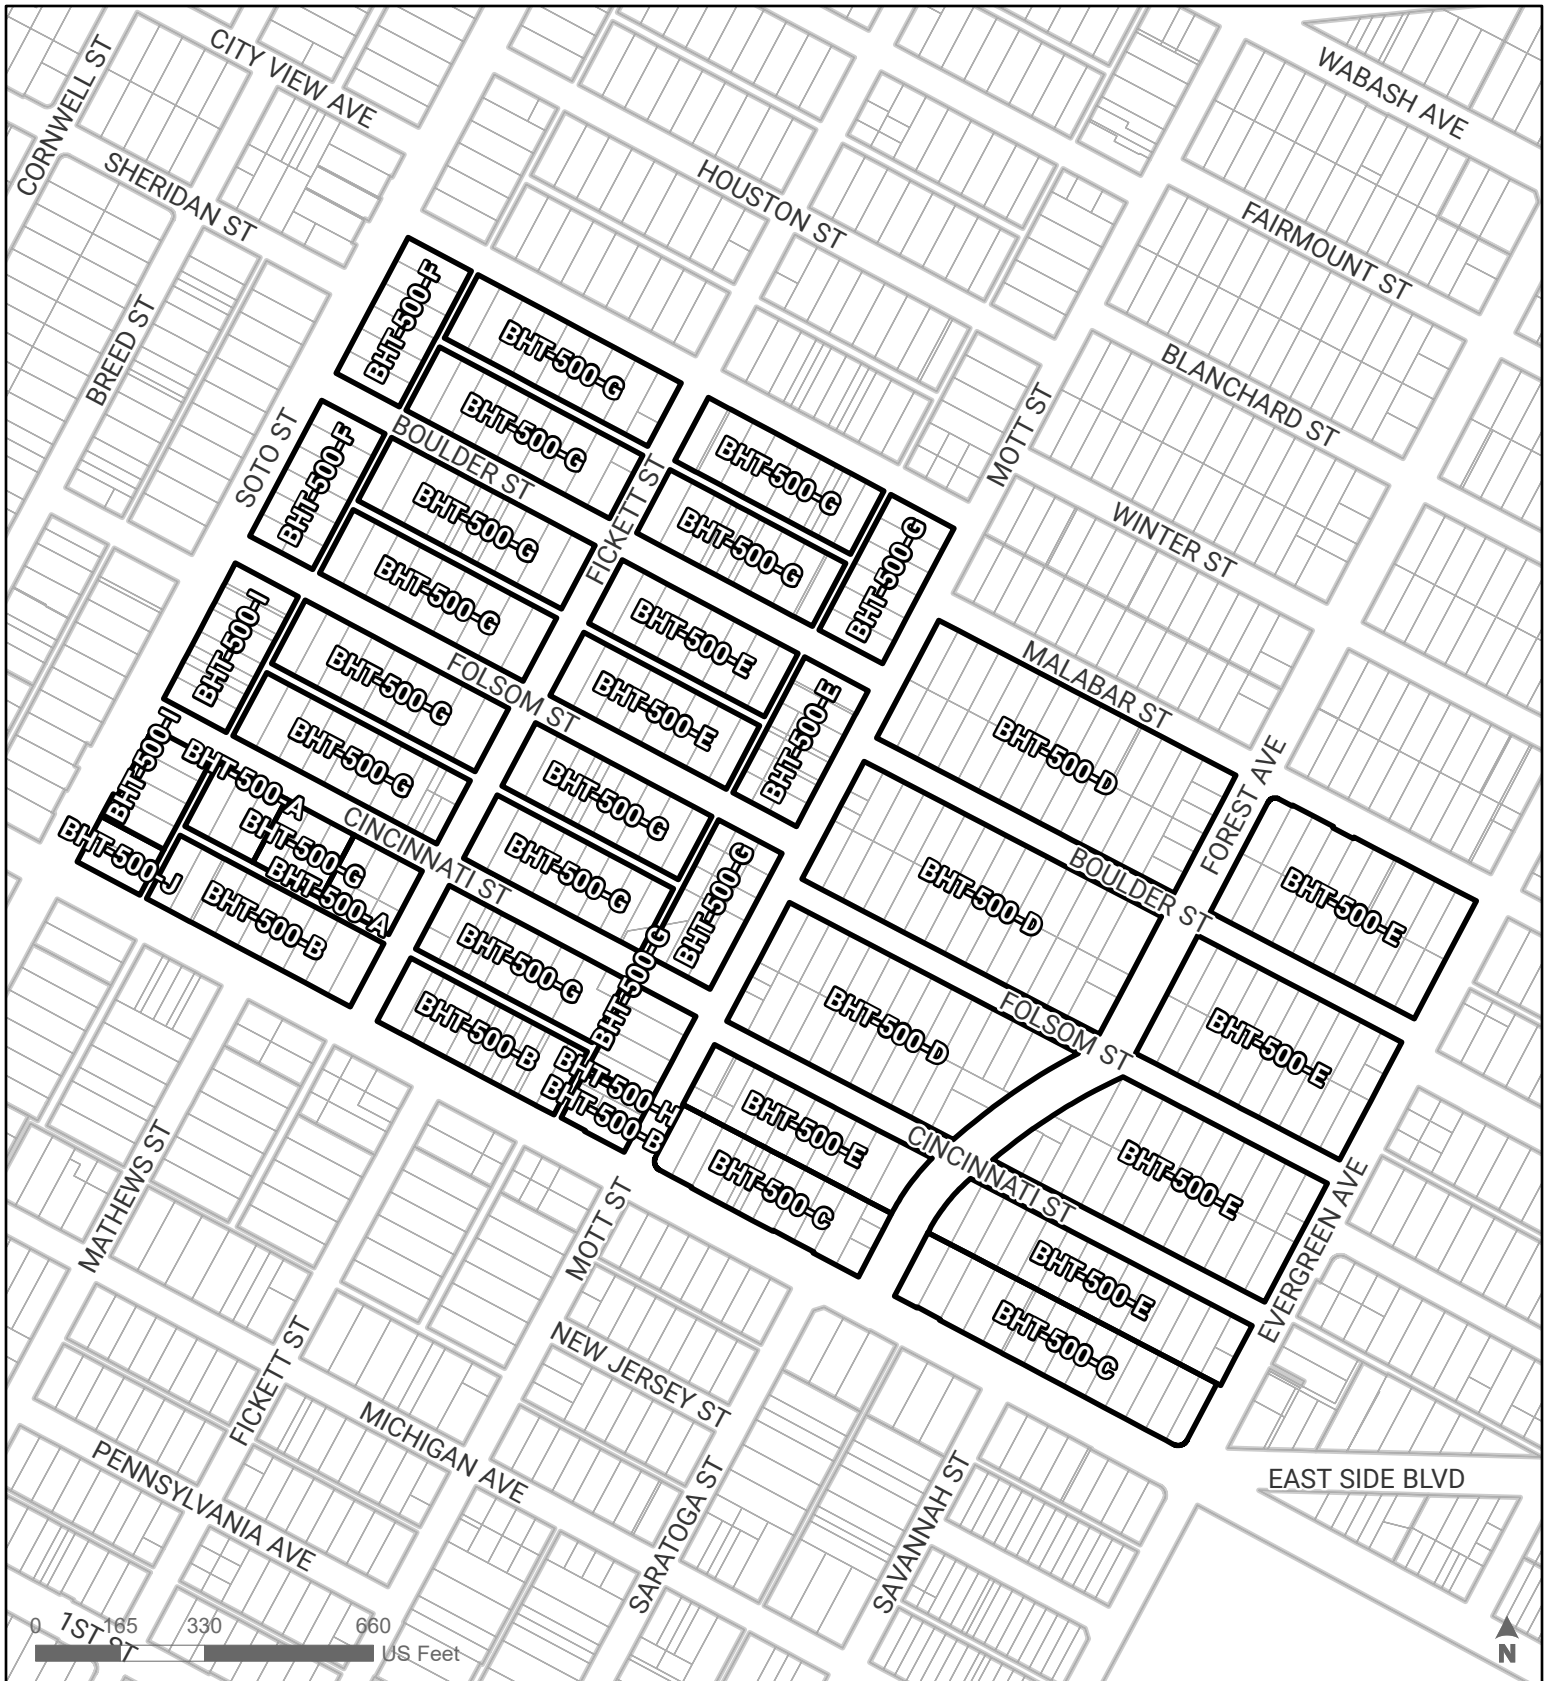 CITY VIEW AVE
CORNWELL ST
WABASH AVE
SHERIDAN ST
HOUSTON ST
FAIRMOUNT ST
BREED ST
BHT-500-F
BHT-500-G
BLANCHARD ST
SOTO ST
BHT-500-G
BOULDER ST
MOTT ST
BHT-500-F
BHT-500-G
FICKETT ST
BHT-500-G
BHT-500-G
BHT-500-G
BHT-500-G
WINTER ST
BHT-500-G
BHT-500-I
BHT-500-E
BHT-500-G
FOLSOM ST
BHT-500-E
BHT-500-E
MALABAR ST
BHT-500-D
BHT-500-I
BHT-500-A
BHT-500-G
BHT-500-G
FOREST AVE
BHT-500-J
BHT-500-G
CINCINNATI ST
BHT-500-A
BHT-500-G
BHT-500-G
BHT-500-D
BOULDER ST
BHT-500-E
BHT-500-B
BHT-500-G
BHT-500-G
BHT-500-B
BHT-500-D
FOLSOM ST
BHT-500-E
BHT-500-H
BHT-500-B
BHT-500-E
CINCINNATI ST
BHT-500-E
BHT-500-C
MATHEWS ST
MOTT ST
BHT-500-E
EVERGREEN AVE
BHT-500-C
FICKETT ST
NEW JERSEY ST
MICHIGAN AVE
PENNSYLVANIA AVE
SARATOGA ST
SAVANNAH ST
EAST SIDE BLVD
1ST ST
0 165 330 660
US Feet
N